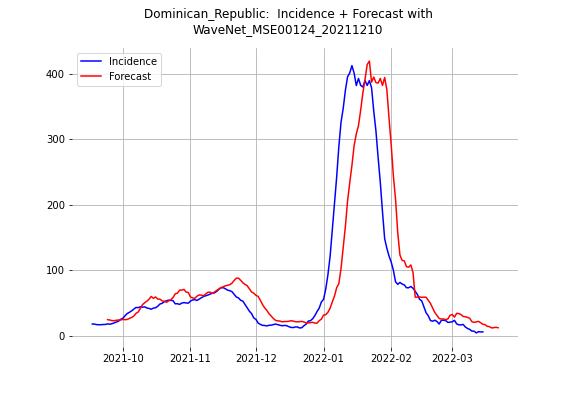 Dominican_Republic:  Incidence + Forecast with
WaveNet_MSE00124_20211210
Incidence
Forecast
400
300
200
100
0
2021-10 2021-11 2021-12 2022-01 2022-02 2022-03